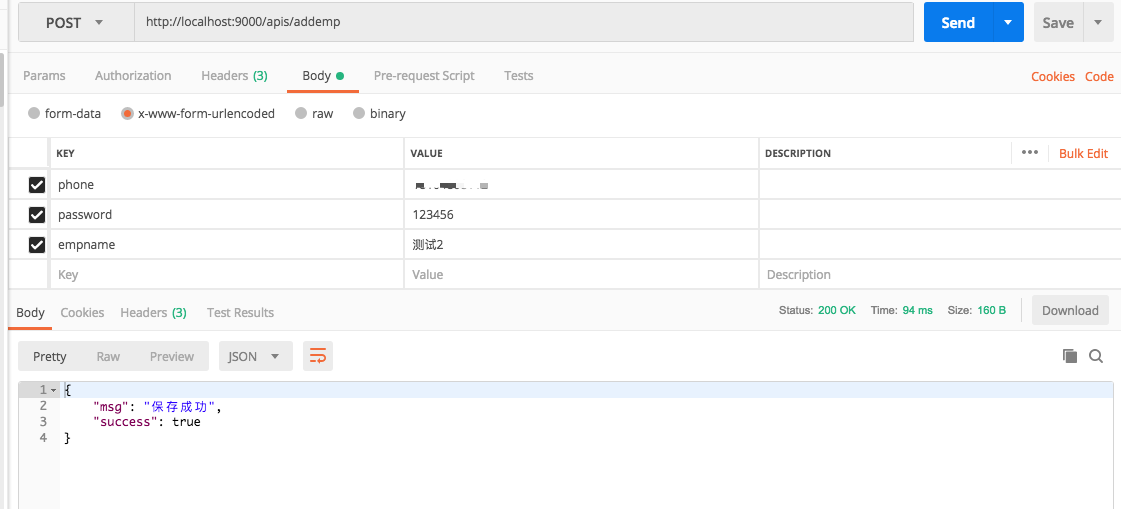 POST http://localhost:9000/apis/addemp Send Save
Params Authorization Headers (3) Body Pre-request Script Tests Cookies Code
form-data x-www-form-urlencoded raw binary
KEY VALUE DESCRIPTION ••• Bulk Edit
phone
password 123456
empname 测试2
Key Value Description
Body Cookies Headers (3) Test Results Status: 200 OK Time: 94 ms Size: 160 B Download
Pretty Raw Preview JSON
1 {
2 "msg": "保存成功",
3 "success": true
4 }